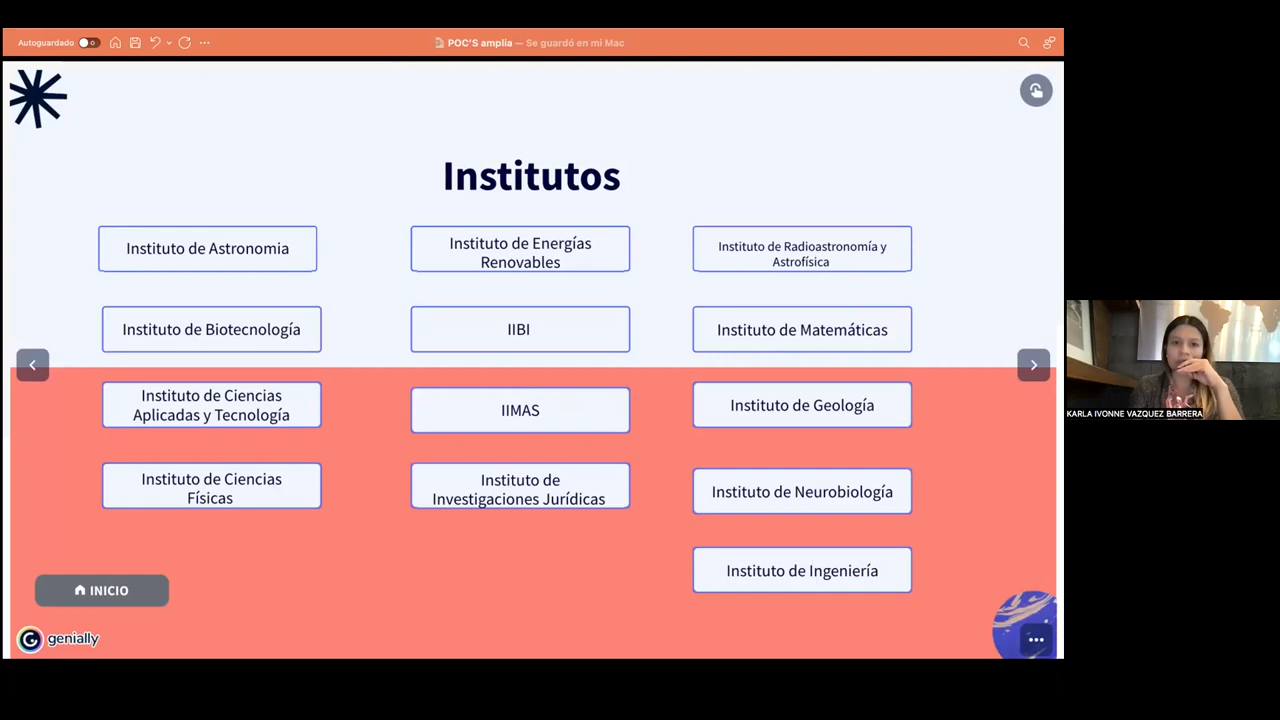 Autoguardado
POC'S amplia — Se guardó en mi Mac
Institutos
Instituto de Astronomia
Instituto de Energías
Renovables
Instituto de Radioastronomía y
Astrofísica
Instituto de Biotecnología
IIBI
Instituto de Matemáticas
Instituto de Ciencias
Aplicadas y Tecnología
IIMAS
Instituto de Geología
Instituto de Ciencias
Físicas
Instituto de
Investigaciones Jurídicas
Instituto de Neurobiología
Instituto de Ingeniería
INICIO
genially
KARLA IVONNE VAZQUEZ BARRERA